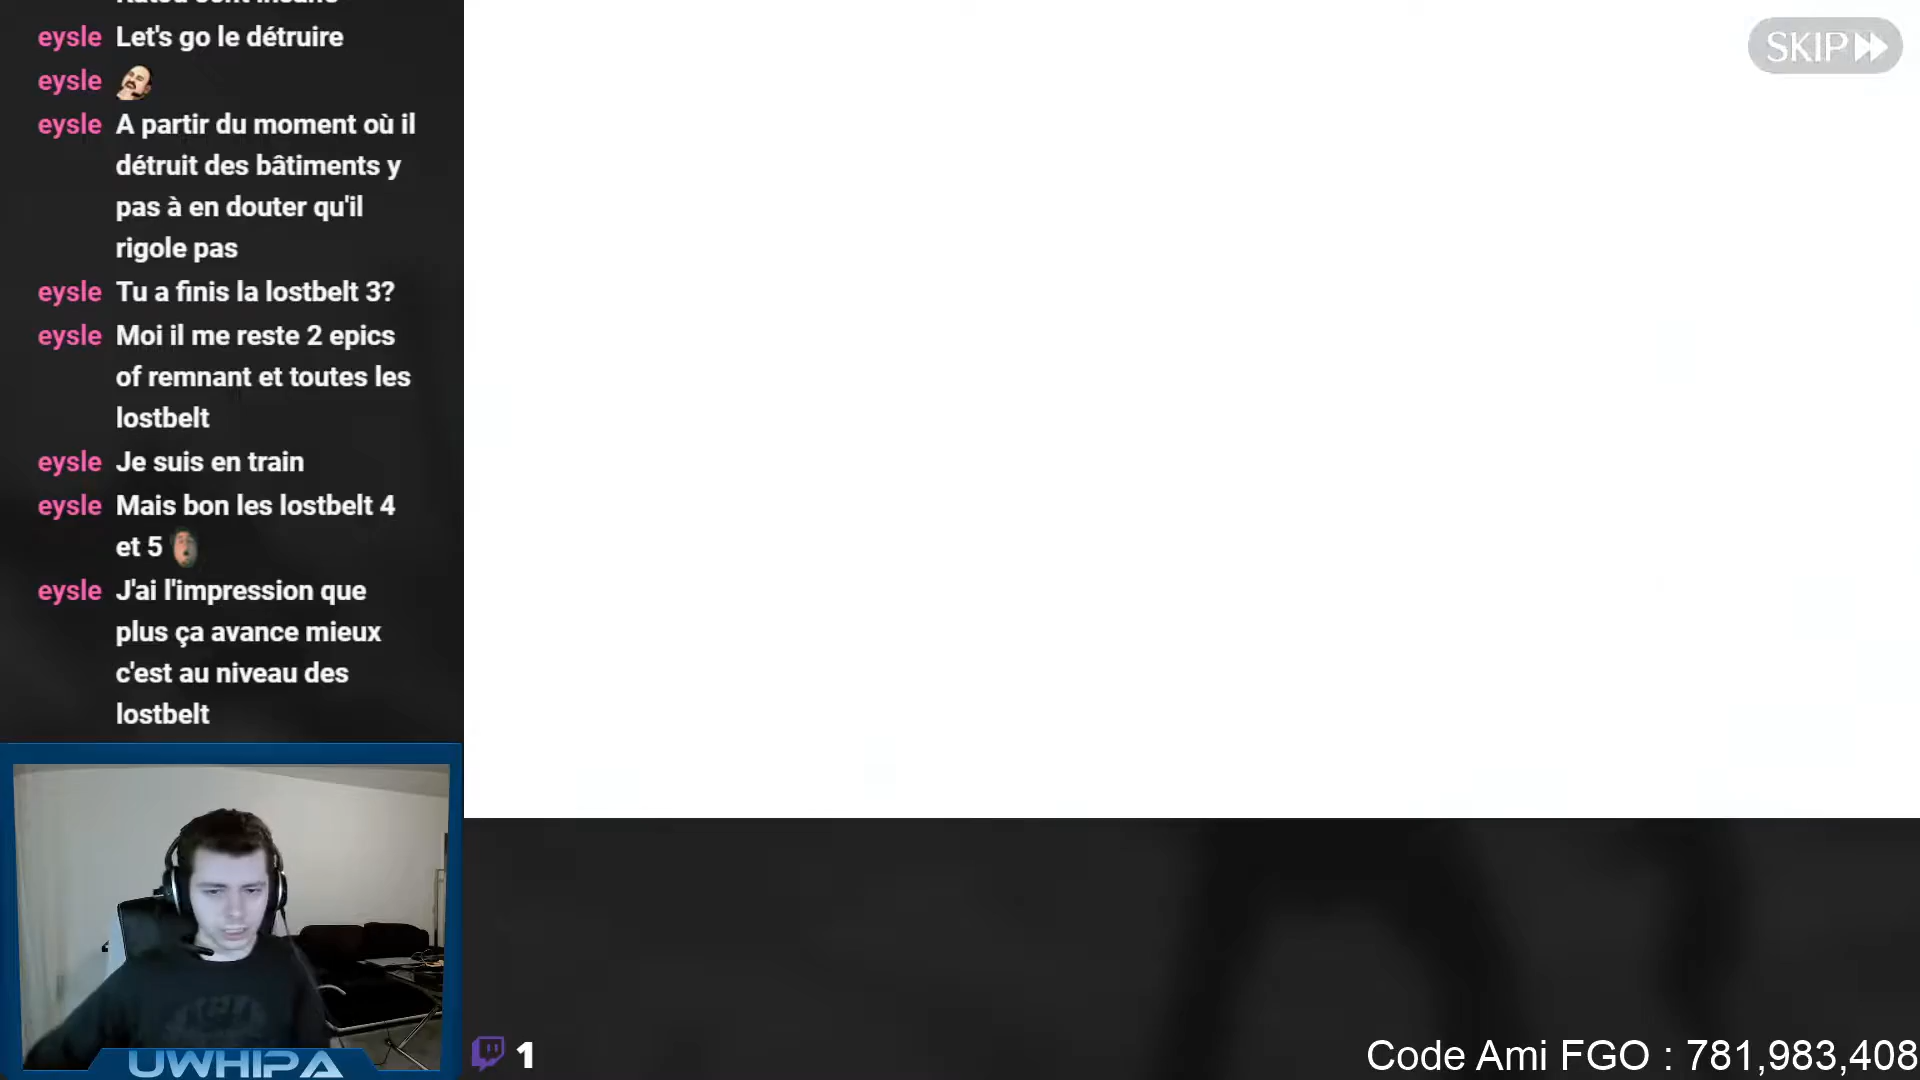 eysle Let's go le détruire
eysle
eysle A partir du moment où il
détruit des bâtiments y
pas à en douter qu'il
rigole pas
eysle Tu a finis la lostbelt 3?
eysle Moi il me reste 2 epics
of remnant et toutes les
lostbelt
eysle Je suis en train
eysle Mais bon les lostbelt 4
et 5
eysle J'ai l'impression que
plus ça avance mieux
c'est au niveau des
lostbelt
SKIP
UWHIPA
1
Code Ami FGO : 781,983,408